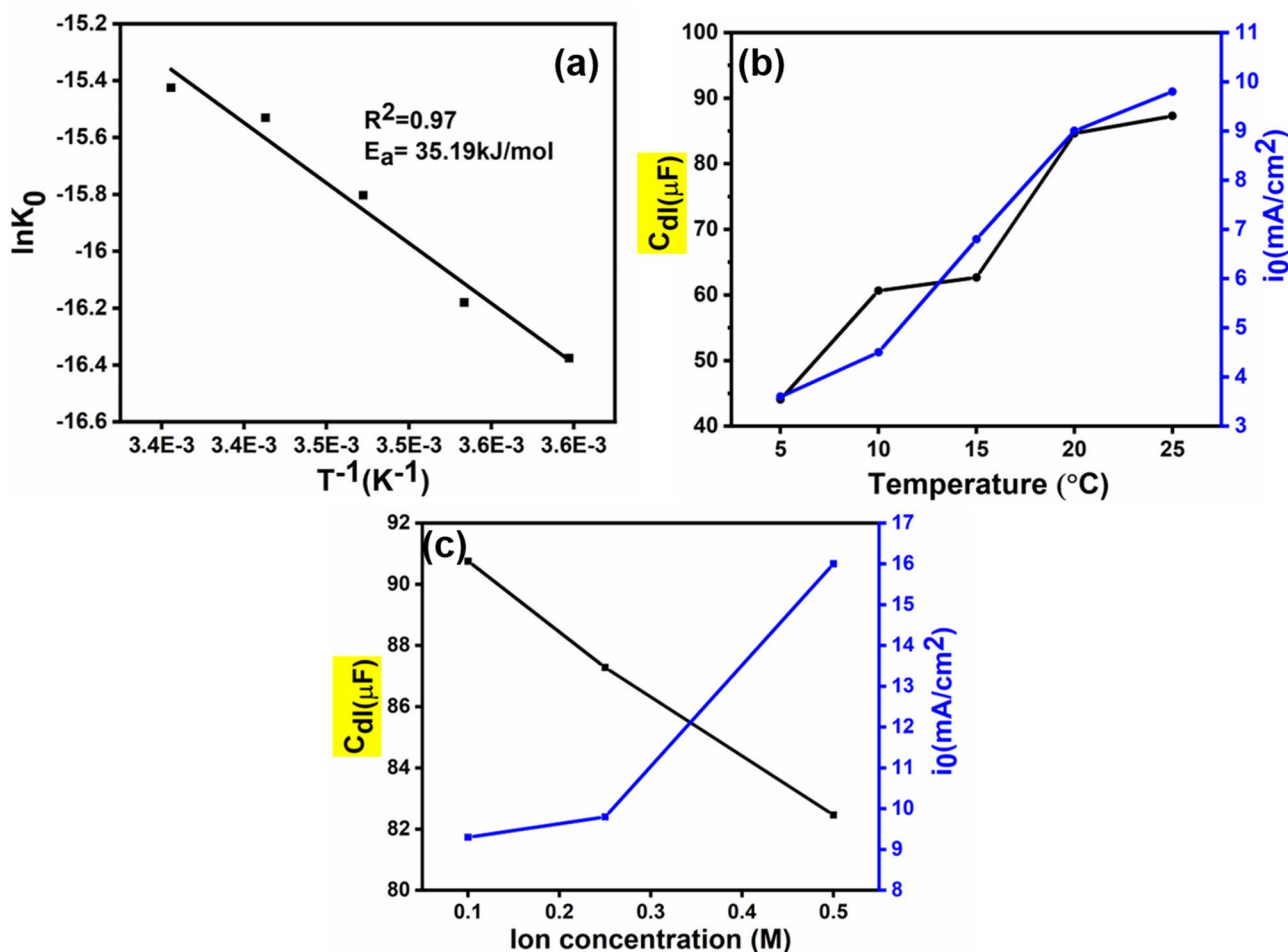 (a)
R²=0.97
Eₐ= 35.19kJ/mol
lnK₀
-15.2
-15.4
-15.6
-15.8
-16
-16.2
-16.4
-16.6
3.4E-3 3.4E-3 3.5E-3 3.5E-3 3.6E-3 3.6E-3
T⁻¹(K⁻¹)
(b)
Cdl(μF)
100
90
80
70
60
50
40
i₀(mA/cm²)
11
10
9
8
7
6
5
4
3
5 10 15 20 25
Temperature (°C)
(c)
Cdl(μF)
92
90
88
86
84
82
80
i₀(mA/cm²)
17
16
15
14
13
12
11
10
9
8
0.1 0.2 0.3 0.4 0.5
Ion concentration (M)